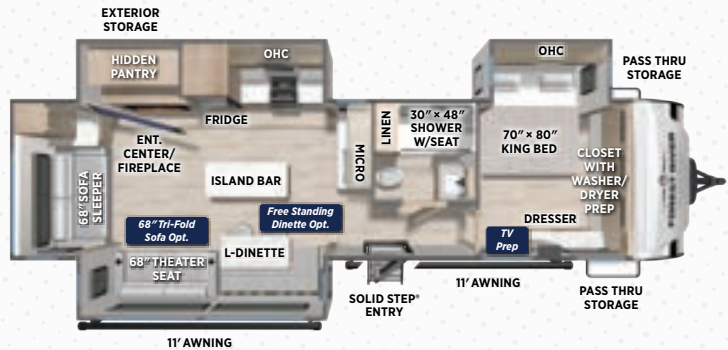 EXTERIOR
STORAGE
HIDDEN
PANTRY
OHC
FRIDGE
ENT.
CENTER/
FIREPLACE
68" SOFA
SLEEPER
ISLAND BAR
68" Tri-Fold
Sofa Opt.
Free Standing
Dinette Opt.
68" THEATER
SEAT
L-DINETTE
11' AWNING
MICRO
LINEN
30" × 48"
SHOWER
W/SEAT
SOLID STEP®
ENTRY
OHC
70" × 80"
KING BED
CLOSET
WITH
WASHER/
DRYER
PREP
DRESSER
TV
Prep
11' AWNING
PASS THRU
STORAGE
PASS THRU
STORAGE